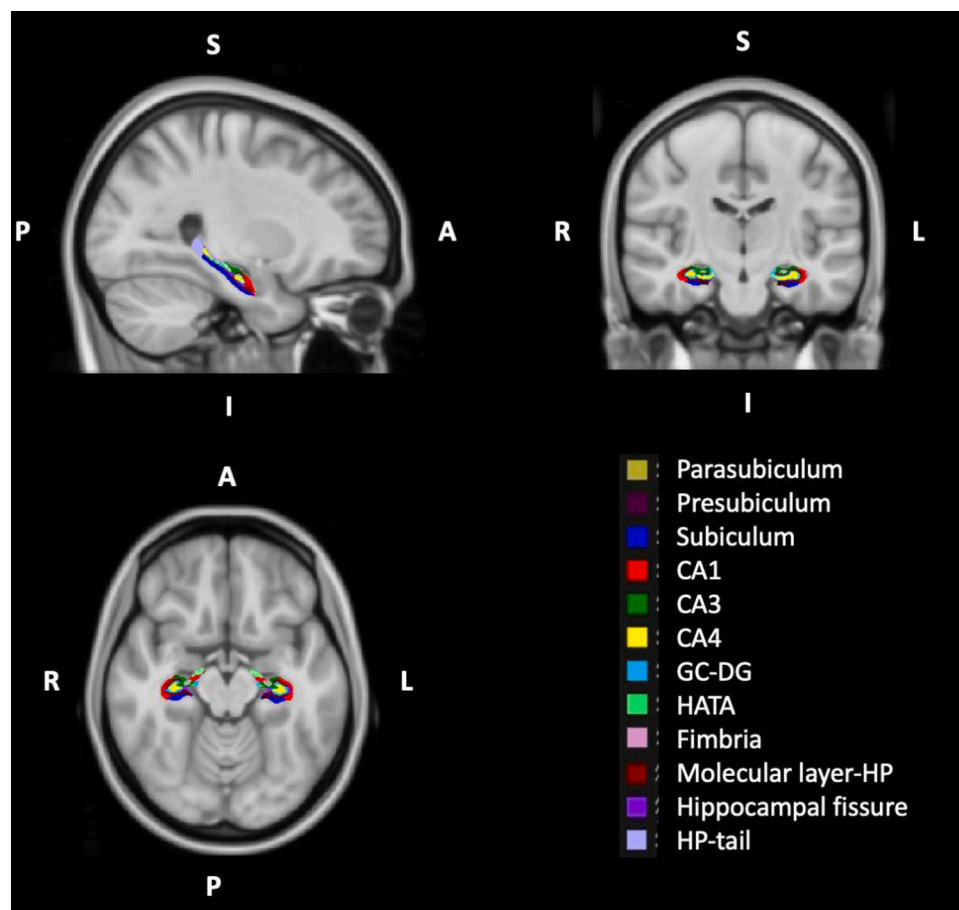 S
S
P
A
R
L
I
I
A
R
L
P
Parasubiculum
Presubiculum
Subiculum
CA1
CA3
CA4
GC-DG
HATA
Fimbria
Molecular layer-HP
Hippocampal fissure
HP-tail